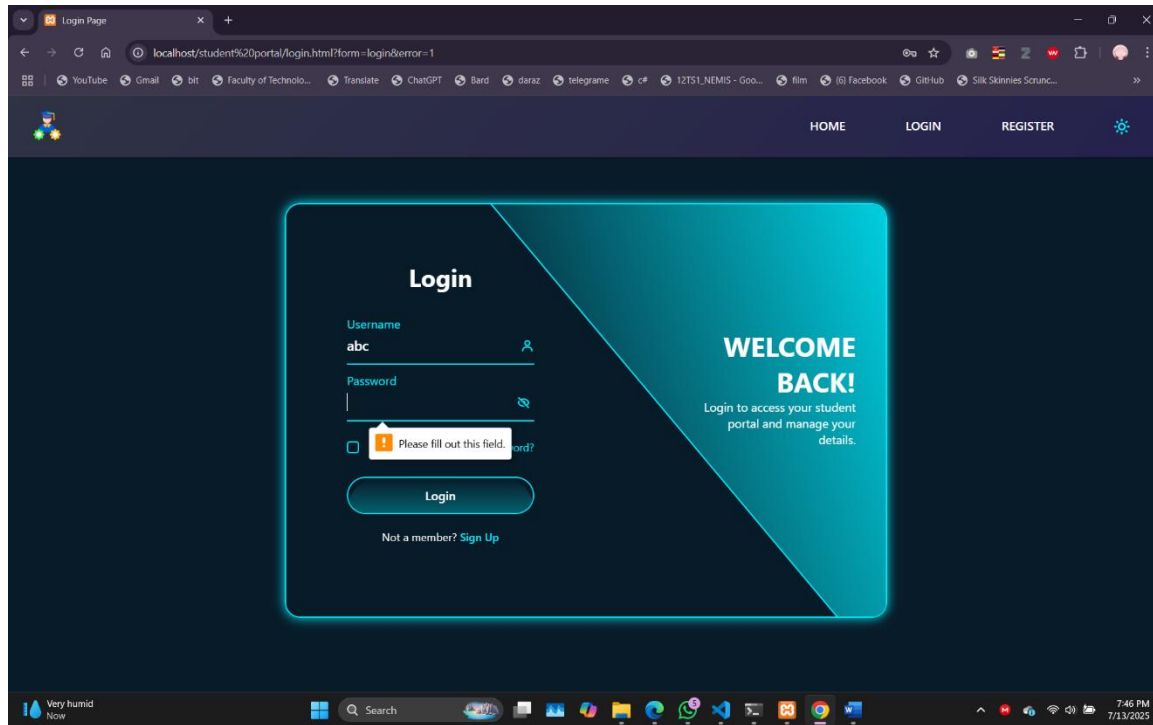 Login Page
localhost/student%20portal/login.html?form=login&error=1
YouTube Gmail bit Faculty of Technolo... Translate ChatGPT Bard daraz telegrame c# 12TS1_NEMIS - Goo... film (6) Facebook GitHub Silk Skinnies Scrunc... »
HOME LOGIN REGISTER
Login
Username
abc
Password
Please fill out this field.
ord?
Login
Not a member? Sign Up
WELCOME
BACK!
Login to access your student
portal and manage your
details.
Very humid
Now
Search
5
7:46 PM
7/13/2025